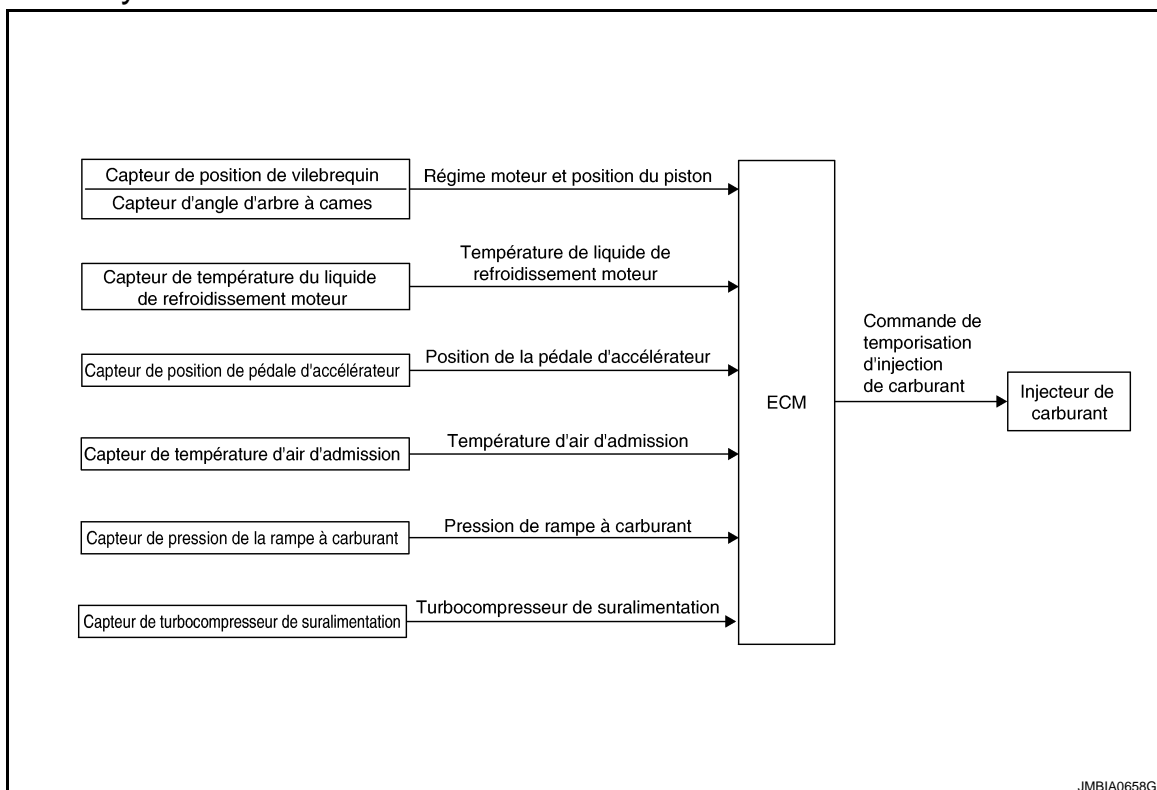 Capteur de position de vilebrequin
Capteur d'angle d'arbre à cames
Régime moteur et position du piston
Capteur de température du liquide
de refroidissement moteur
Température de liquide de
refroidissement moteur
Capteur de position de pédale d'accélérateur
Position de la pédale d'accélérateur
Capteur de température d'air d'admission
Température d'air d'admission
Capteur de pression de la rampe à carburant
Pression de rampe à carburant
Capteur de turbocompresseur de suralimentation
Turbocompresseur de suralimentation
ECM
Commande de
temporisation
d'injection
de carburant
Injecteur de
carburant
JMBIA0658G